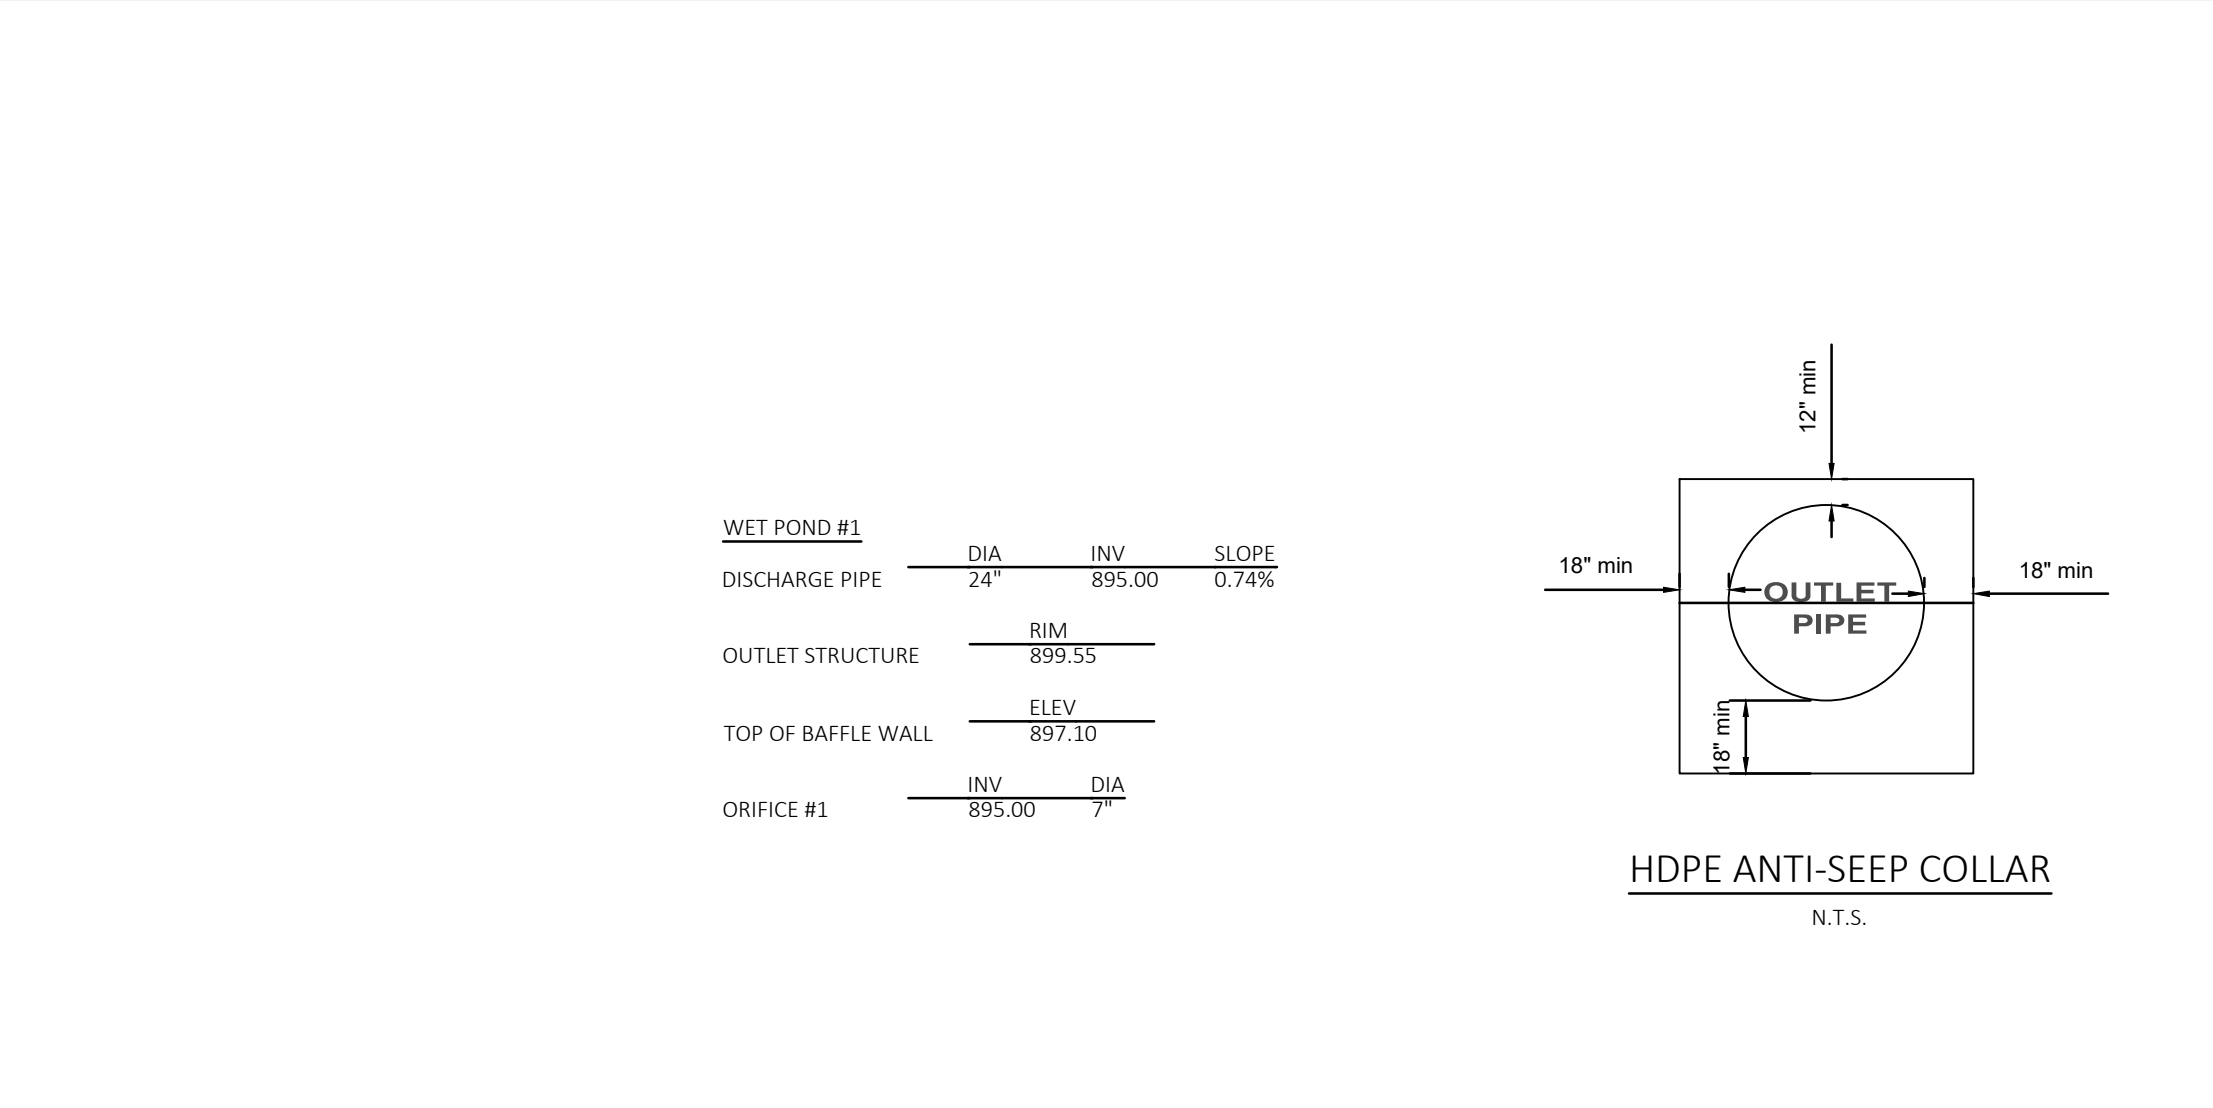 WET POND #1
DIA INV SLOPE
DISCHARGE PIPE 24" 895.00 0.74%
RIM
OUTLET STRUCTURE 899.55
ELEV
TOP OF BAFFLE WALL 897.10
INV DIA
ORIFICE #1 895.00 7"
12" min
18" min
18" min
OUTLET
PIPE
18" min
HDPE ANTI-SEEP COLLAR
N.T.S.